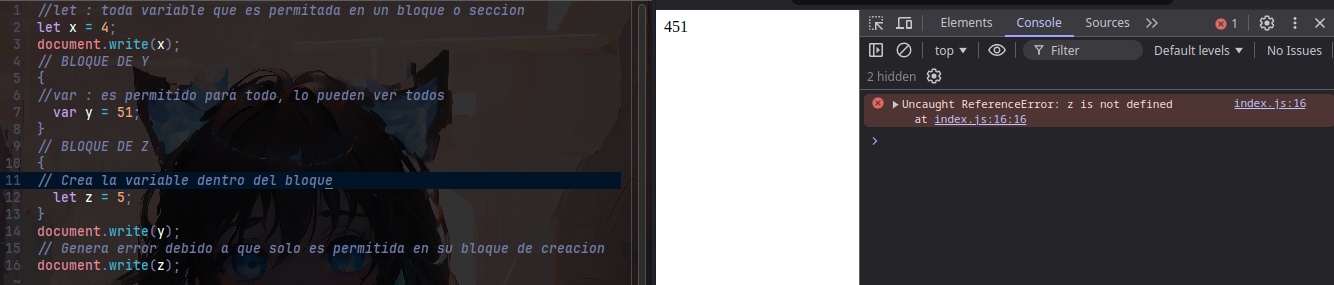 1 //let : toda variable que es permitada en un bloque o seccion
2 let x = 4;
3 document.write(x);
4 // BLOQUE DE Y
5 {
6 //var : es permitido para todo, lo pueden ver todos
7 var y = 51;
8 }
9 // BLOQUE DE Z
10 {
11 // Crea la variable dentro del bloque
12 let z = 5;
13 }
14 document.write(y);
15 // Genera error debido a que solo es permitida en su bloque de creacion
16 document.write(z);
~
451
Elements Console Sources 1
top Filter Default levels No Issues
2 hidden
Uncaught ReferenceError: z is not defined index.js:16
at index.js:16:16